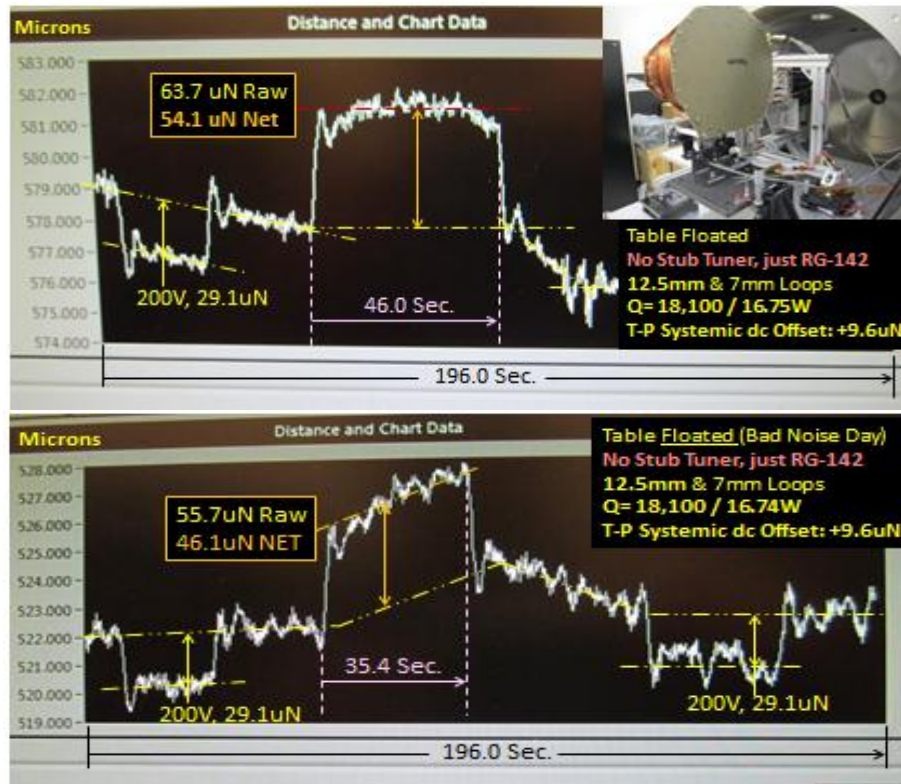 Microns
Distance and Chart Data
583.000
582.000
581.000
580.000
579.000
578.000
577.000
576.000
575.000
574.000
63.7 uN Raw
54.1 uN Net
200V, 29.1uN
46.0 Sec.
196.0 Sec.
Table Floated
No Stub Tuner, just RG-142
12.5mm & 7mm Loops
Q= 18,100 / 16.75W
T-P Systemic dc Offset: +9.6uN
Microns
Distance and Chart Data
528.000
527.000
526.000
525.000
524.000
523.000
522.000
521.000
520.000
519.000
55.7uN Raw
46.1uN NET
200V, 29.1uN
35.4 Sec.
200V, 29.1uN
196.0 Sec.
Table Floated (Bad Noise Day)
No Stub Tuner, just RG-142
12.5mm & 7mm Loops
Q= 18,100 / 16.74W
T-P Systemic dc Offset: +9.6uN